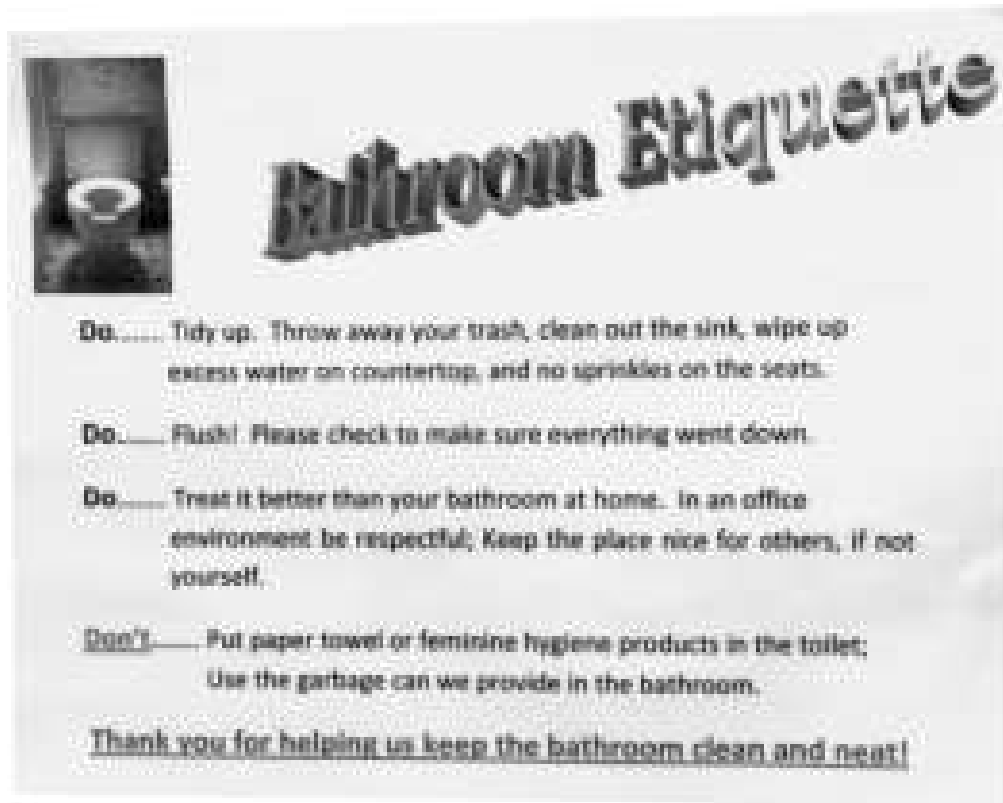 Bathroom Etiquette
Do...... Tidy up. Throw away your trash, clean out the sink, wipe up
excess water on countertop, and no sprinkles on the seats.
Do...... Flush! Please check to make sure everything went down.
Do...... Treat it better than your bathroom at home. In an office
environment be respectful; Keep the place nice for others, if not
yourself.
Don't...... Put paper towel or feminine hygiene products in the toilet;
Use the garbage can we provide in the bathroom.
Thank you for helping us keep the bathroom clean and neat!